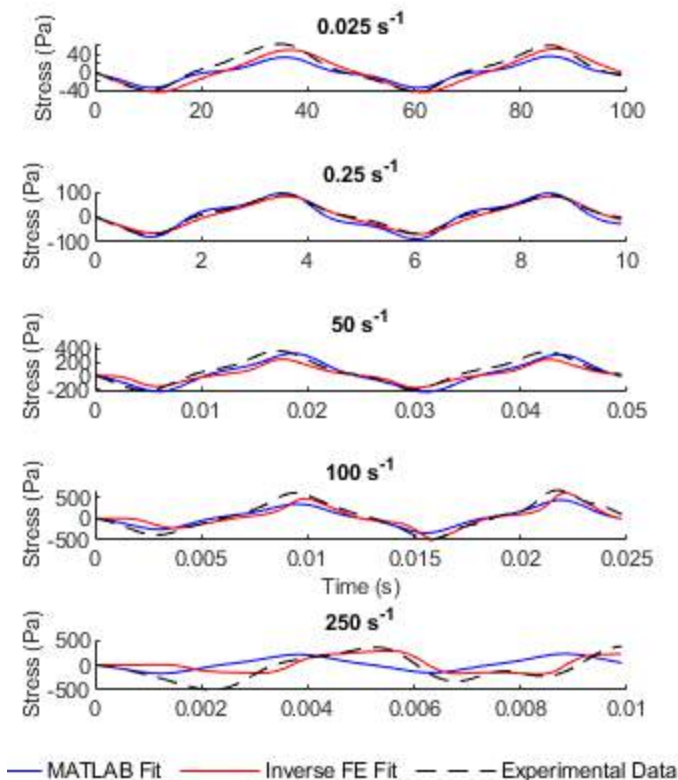 0.025 s⁻¹
Stress (Pa)
40
0
-40
0 20 40 60 80 100
0.25 s⁻¹
Stress (Pa)
100
0
-100
0 2 4 6 8 10
50 s⁻¹
Stress (Pa)
400
200
0
-200
0 0.01 0.02 0.03 0.04 0.05
100 s⁻¹
Stress (Pa)
500
0
-500
0 0.005 0.01 0.015 0.02 0.025
Time (s)
250 s⁻¹
Stress (Pa)
500
0
-500
0 0.002 0.004 0.006 0.008 0.01
MATLAB Fit Inverse FE Fit Experimental Data